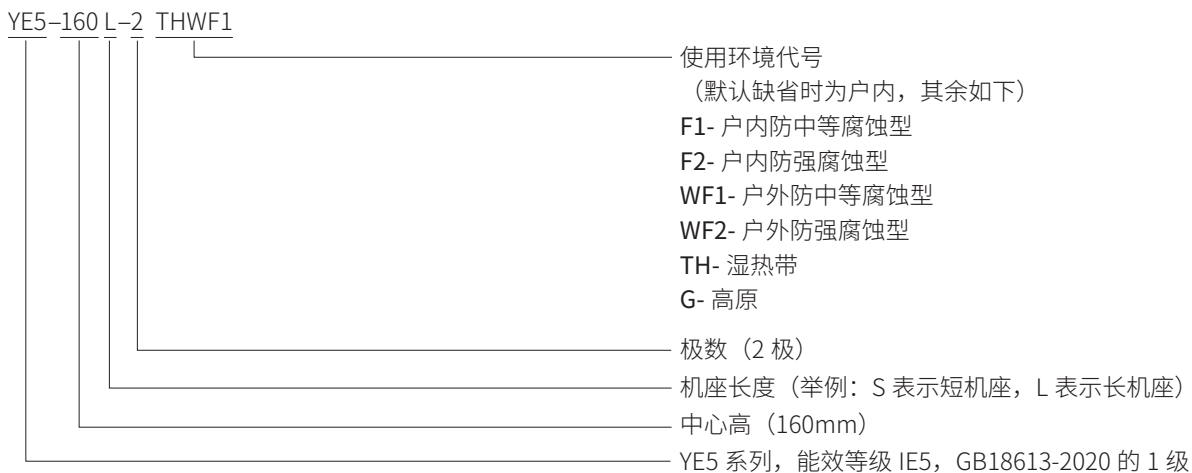 YE5–160 L–2 THWF1
使用环境代号
（默认缺省时为户内，其余如下）
F1- 户内防中等腐蚀型
F2- 户内防强腐蚀型
WF1- 户外防中等腐蚀型
WF2- 户外防强腐蚀型
TH- 湿热带
G- 高原
极数（2 极）
机座长度（举例：S 表示短机座，L 表示长机座）
中心高（160mm）
YE5 系列，能效等级 IE5，GB18613-2020 的 1 级